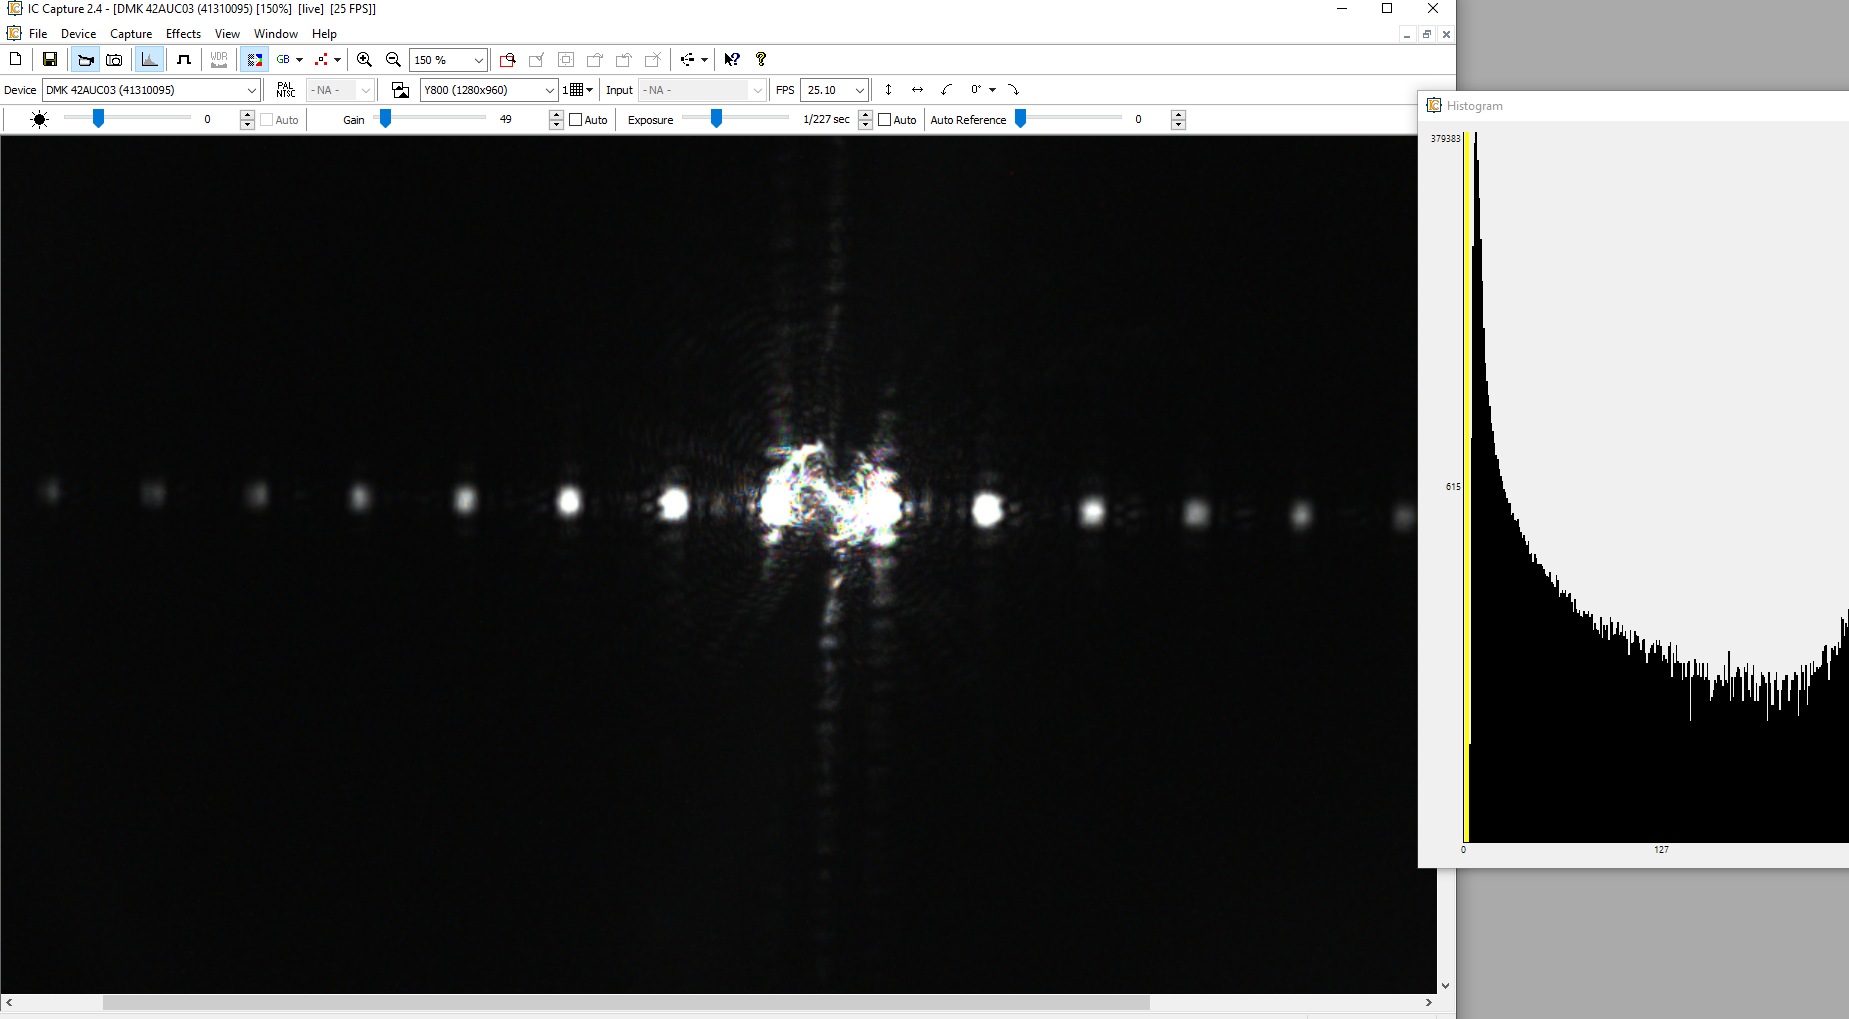 IC Capture 2.4 - [DMK 42AUC03 (41310095) [150%] [live] [25 FPS]]
File Device Capture Effects View Window Help
WDR GB 150 %
Device DMK 42AUC03 (41310095) PAL NTSC - NA - Y800 (1280x960) 1 Input - NA - FPS 25.10 0°
0 Auto Gain 49 Auto Exposure 1/227 sec Auto Auto Reference 0
IC Histogram
379383
615
0 127